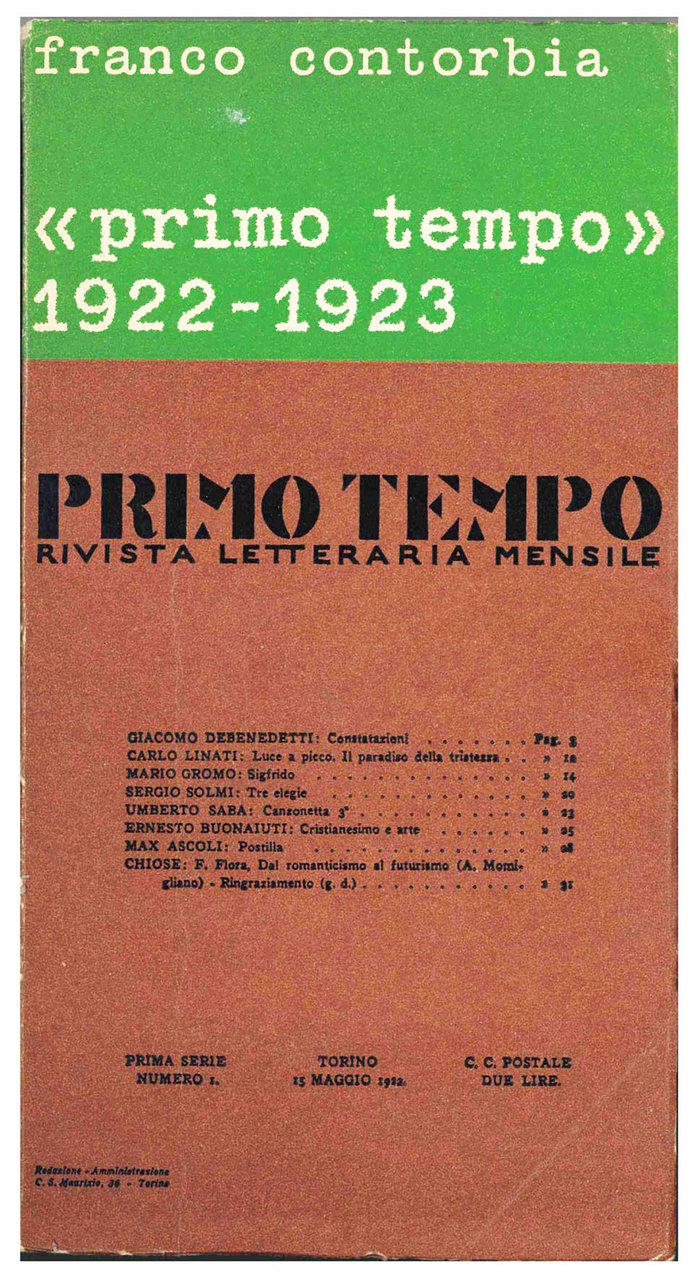 franco contorbia
«primo tempo»
1922-1923
PRIMO TEMPO
RIVISTA LETTERARIA MENSILE
GIACOMO DEBENEDETTI: Constatazioni . . . . . . . Pag. 3
CARLO LINATI: Luce a picco. Il paradiso della tristezza . . » 12
MARIO GROMO: Sigfrido . . . . . . . . . . . . . » 14
SERGIO SOLMI: Tre elegie . . . . . . . . . . . . » 20
UMBERTO SABA: Canzonetta 3ª . . . . . . . . . . . » 23
ERNESTO BUONAIUTI: Cristianesimo e arte . . . . . . » 25
MAX ASCOLI: Postilla . . . . . . . . . . . . . » 28
CHIOSE: F. Flora, Dal romanticismo al futurismo (A. Momi-
gliano) - Ringraziamento (g. d.) . . . . . . . . . . » 31
PRIMA SERIE TORINO C. C. POSTALE
NUMERO 1. 15 MAGGIO 1922. DUE LIRE.
Redazione - Amministrazione
C. S. Maurizio, 36 - Torino